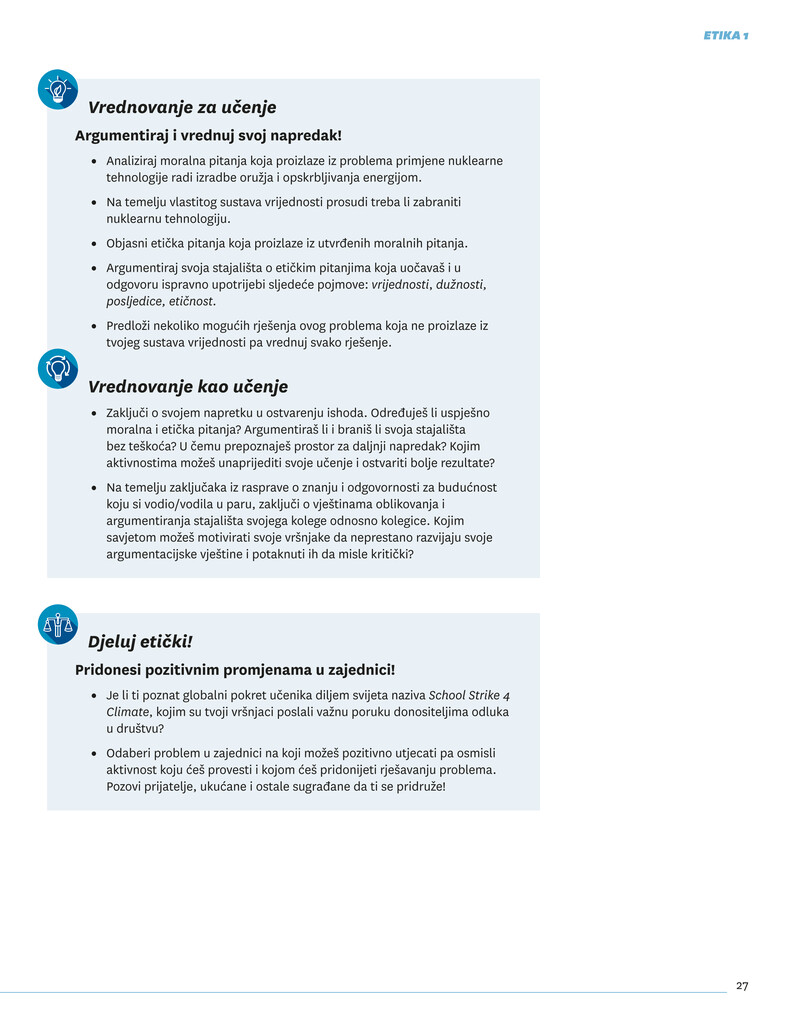 ETIKA 1
Vrednovanje za učenje
Argumentiraj i vrednuj svoj napredak!
• Analiziraj moralna pitanja koja proizlaze iz problema primjene nuklearne
tehnologije radi izradbe oružja i opskrbljivanja energijom.
• Na temelju vlastitog sustava vrijednosti prosudi treba li zabraniti
nuklearnu tehnologiju.
• Objasni etička pitanja koja proizlaze iz utvrđenih moralnih pitanja.
• Argumentiraj svoja stajališta o etičkim pitanjima koja uočavaš i u
odgovoru ispravno upotrijebi sljedeće pojmove: vrijednosti, dužnosti,
posljedice, etičnost.
• Predloži nekoliko mogućih rješenja ovog problema koja ne proizlaze iz
tvojeg sustava vrijednosti pa vrednuj svako rješenje.
Vrednovanje kao učenje
• Zaključi o svojem napretku u ostvarenju ishoda. Određuješ li uspješno
moralna i etička pitanja? Argumentiraš li i braniš li svoja stajališta
bez teškoća? U čemu prepoznaješ prostor za daljnji napredak? Kojim
aktivnostima možeš unaprijediti svoje učenje i ostvariti bolje rezultate?
• Na temelju zaključaka iz rasprave o znanju i odgovornosti za budućnost
koju si vodio/vodila u paru, zaključi o vještinama oblikovanja i
argumentiranja stajališta svojega kolege odnosno kolegice. Kojim
savjetom možeš motivirati svoje vršnjake da neprestano razvijaju svoje
argumentacijske vještine i potaknuti ih da misle kritički?
Djeluj etički!
Pridonesi pozitivnim promjenama u zajednici!
• Je li ti poznat globalni pokret učenika diljem svijeta naziva School Strike 4
Climate, kojim su tvoji vršnjaci poslali važnu poruku donositeljima odluka
u društvu?
• Odaberi problem u zajednici na koji možeš pozitivno utjecati pa osmisli
aktivnost koju ćeš provesti i kojom ćeš pridonijeti rješavanju problema.
Pozovi prijatelje, ukućane i ostale sugrađane da ti se pridruže!
27